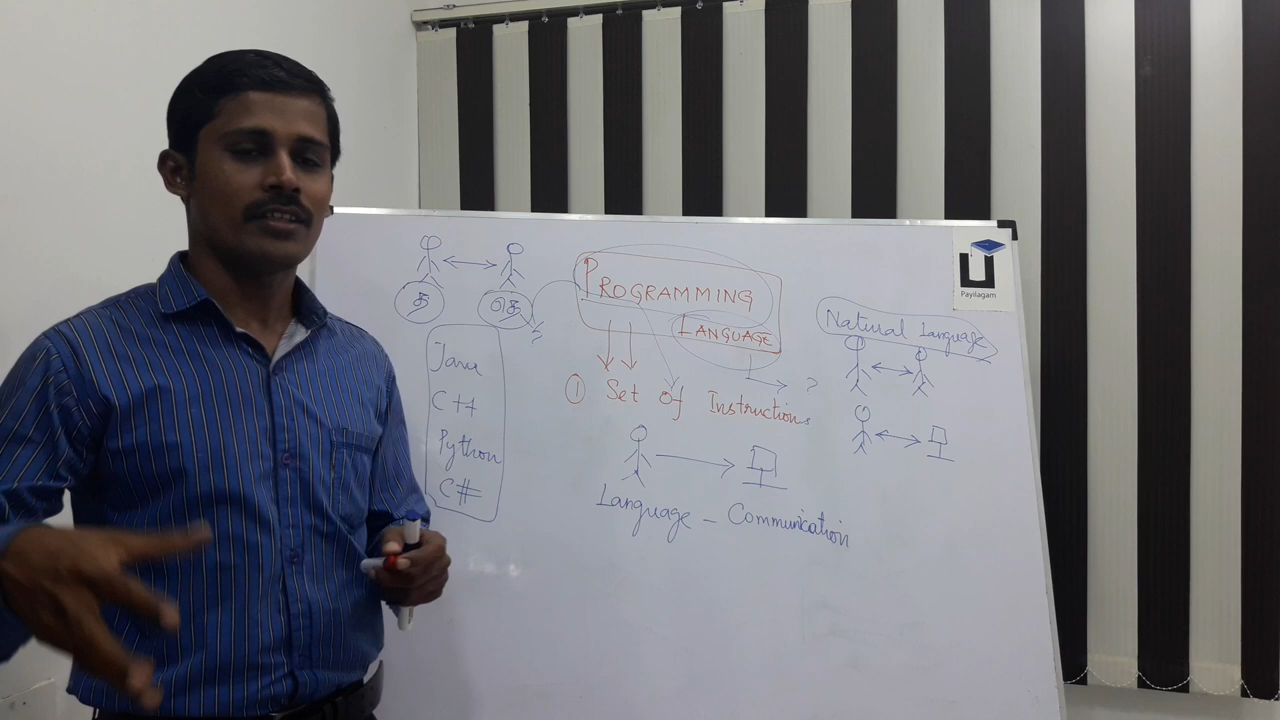 த
தெ
PROGRAMMING
LANGUAGE
?
① Set Of Instructions
Java
C++
Python
C#
Language - Communication
Natural Language
Payilagam